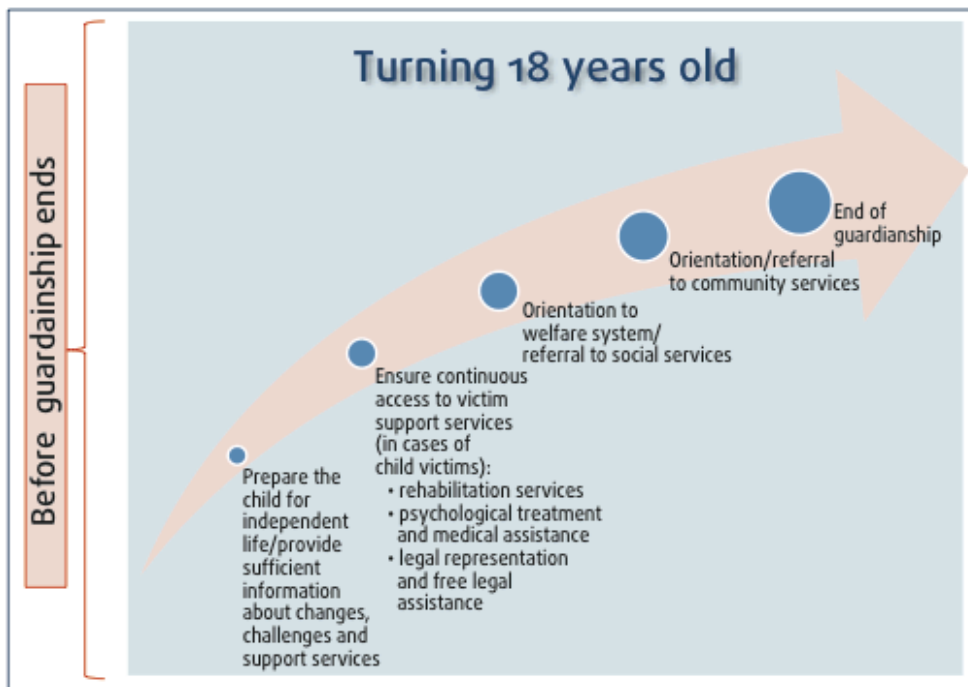 Turning 18 years old
Before guardainship ends
Prepare the
child for
independent
life/provide
sufficient
information
about changes,
challenges and
support services
Ensure continuous
access to victim
support services
(in cases of
child victims):
• rehabilitation services
• psychological treatment
and medical assistance
• legal representation
and free legal
assistance
Orientation to
welfare system/
referral to social services
Orientation/referral
to community services
End of
guardianship